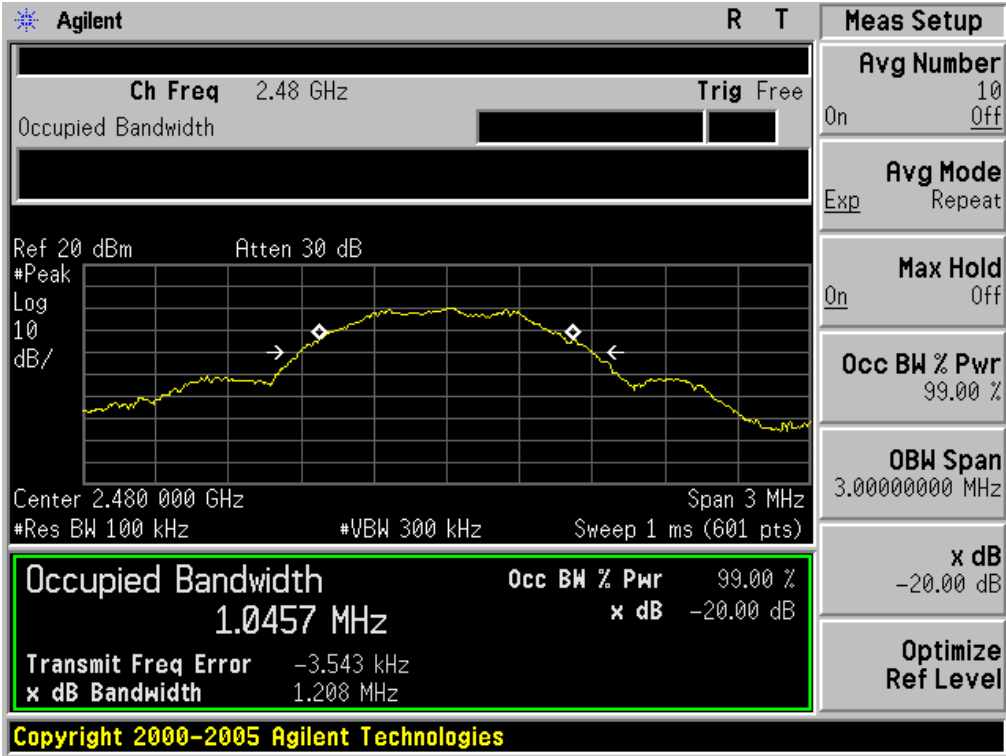 Agilent R T
Ch Freq 2.48 GHz Trig Free
Occupied Bandwidth
Ref 20 dBm Atten 30 dB
#Peak
Log
10
dB/
Center 2.480 000 GHz Span 3 MHz
#Res BW 100 kHz #VBW 300 kHz Sweep 1 ms (601 pts)
Occupied Bandwidth Occ BW % Pwr 99.00 %
1.0457 MHz x dB -20.00 dB
Transmit Freq Error -3.543 kHz
x dB Bandwidth 1.208 MHz
Copyright 2000-2005 Agilent Technologies
Meas Setup
Avg Number
10
On Off
Avg Mode
Exp Repeat
Max Hold
On Off
Occ BW % Pwr
99.00 %
OBW Span
3.00000000 MHz
x dB
-20.00 dB
Optimize
Ref Level